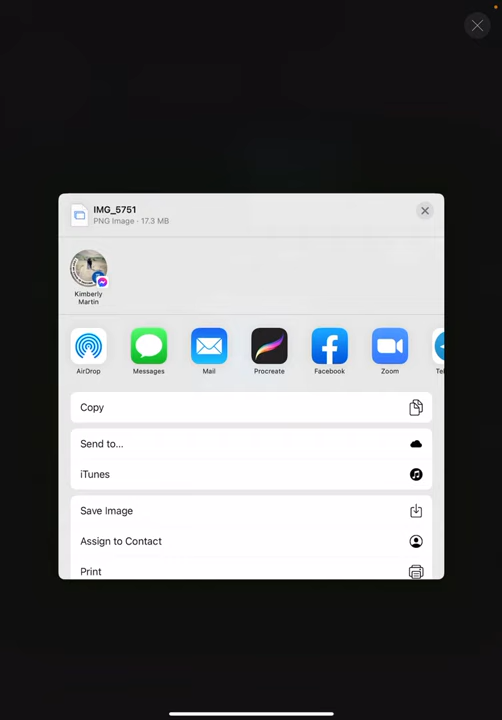 IMG_5751
PNG Image · 17.3 MB
Kimberly
Martin
AirDrop
Messages
Mail
Procreate
Facebook
Zoom
Copy
Send to...
iTunes
Save Image
Assign to Contact
Print